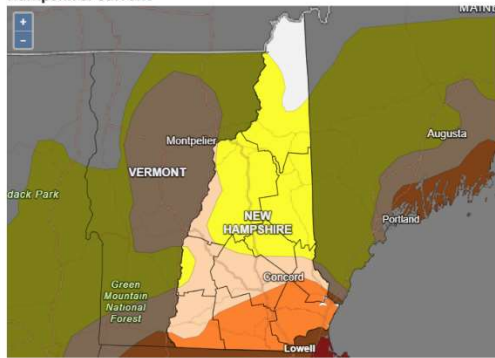 +
−
MAINE
Montpelier
Augusta
VERMONT
dack Park
Portland
NEW
HAMPSHIRE
Concord
Green
Mountain
National
Forest
Lowell